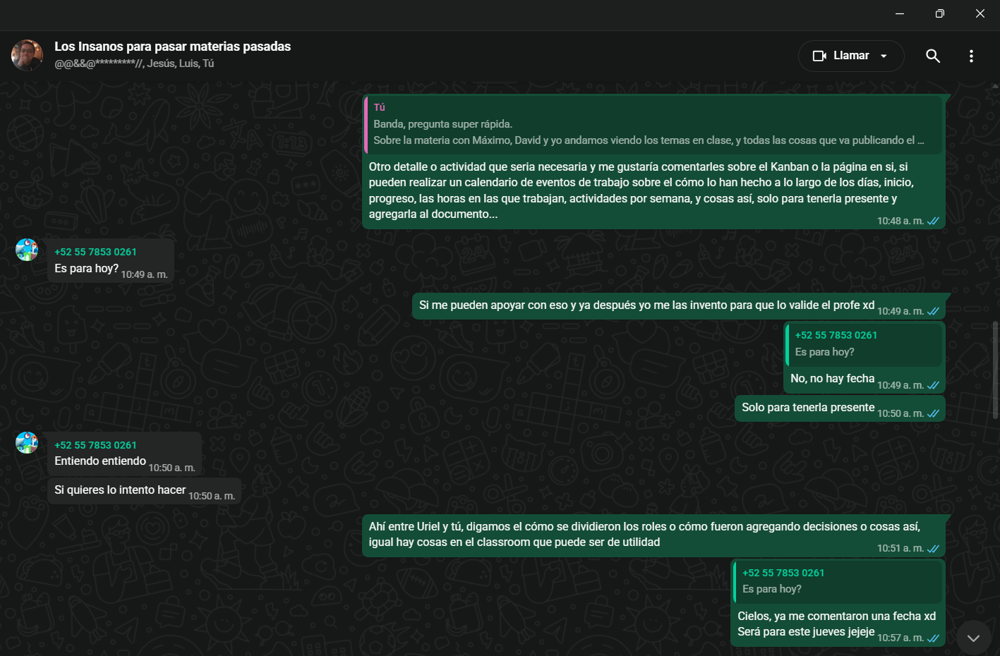 Los Insanos para pasar materias pasadas
@@&&@*********//, Jesús, Luis, Tú
Llamar
Tú
Banda, pregunta super rápida.
Sobre la materia con Máximo, David y yo andamos viendo los temas en clase, y todas las cosas que va publicando el ...
Otro detalle o actividad que seria necesaria y me gustaría comentarles sobre el Kanban o la página en si, si
pueden realizar un calendario de eventos de trabajo sobre el cómo lo han hecho a lo largo de los días, inicio,
progreso, las horas en las que trabajan, actividades por semana, y cosas así, solo para tenerla presente y
agregarla al documento...
10:48 a. m.
+52 55 7853 0261
Es para hoy? 10:49 a. m.
Si me pueden apoyar con eso y ya después yo me las invento para que lo valide el profe xd 10:49 a. m.
+52 55 7853 0261
Es para hoy?
No, no hay fecha 10:49 a. m.
Solo para tenerla presente 10:50 a. m.
+52 55 7853 0261
Entiendo entiendo 10:50 a. m.
Si quieres lo intento hacer 10:50 a. m.
Ahí entre Uriel y tú, digamos el cómo se dividieron los roles o cómo fueron agregando decisiones o cosas así,
igual hay cosas en el classroom que puede ser de utilidad
10:51 a. m.
+52 55 7853 0261
Es para hoy?
Cielos, ya me comentaron una fecha xd
Será para este jueves jejeje 10:57 a. m.